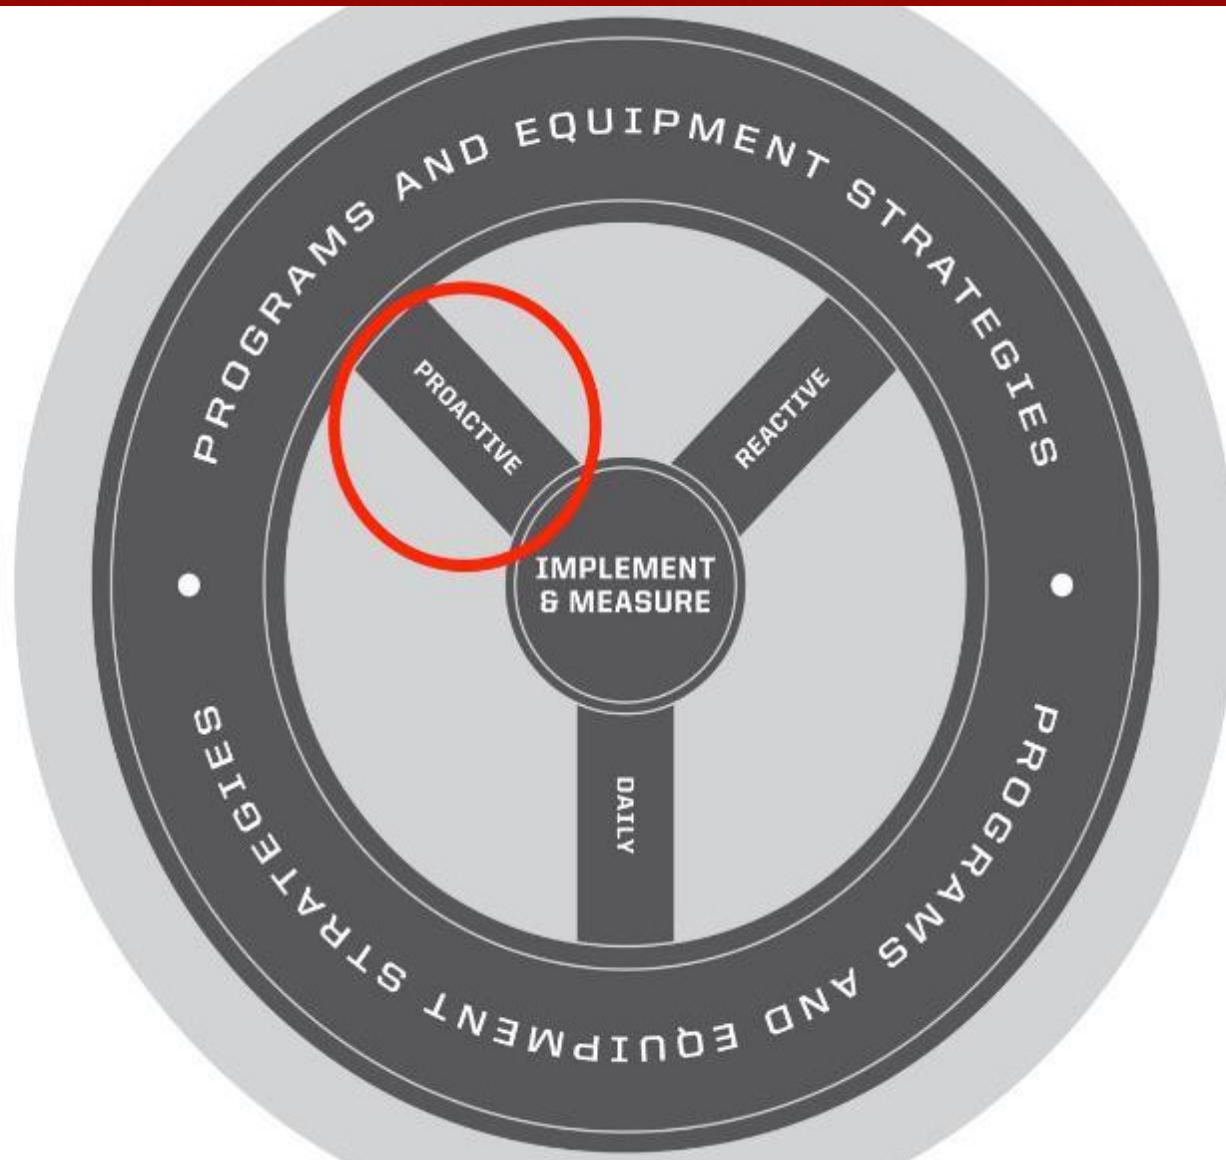 PROGRAMS AND EQUIPMENT STRATEGIES
PROACTIVE
REACTIVE
IMPLEMENT
& MEASURE
DAILY
PROGRAMS AND EQUIPMENT STRATEGIES